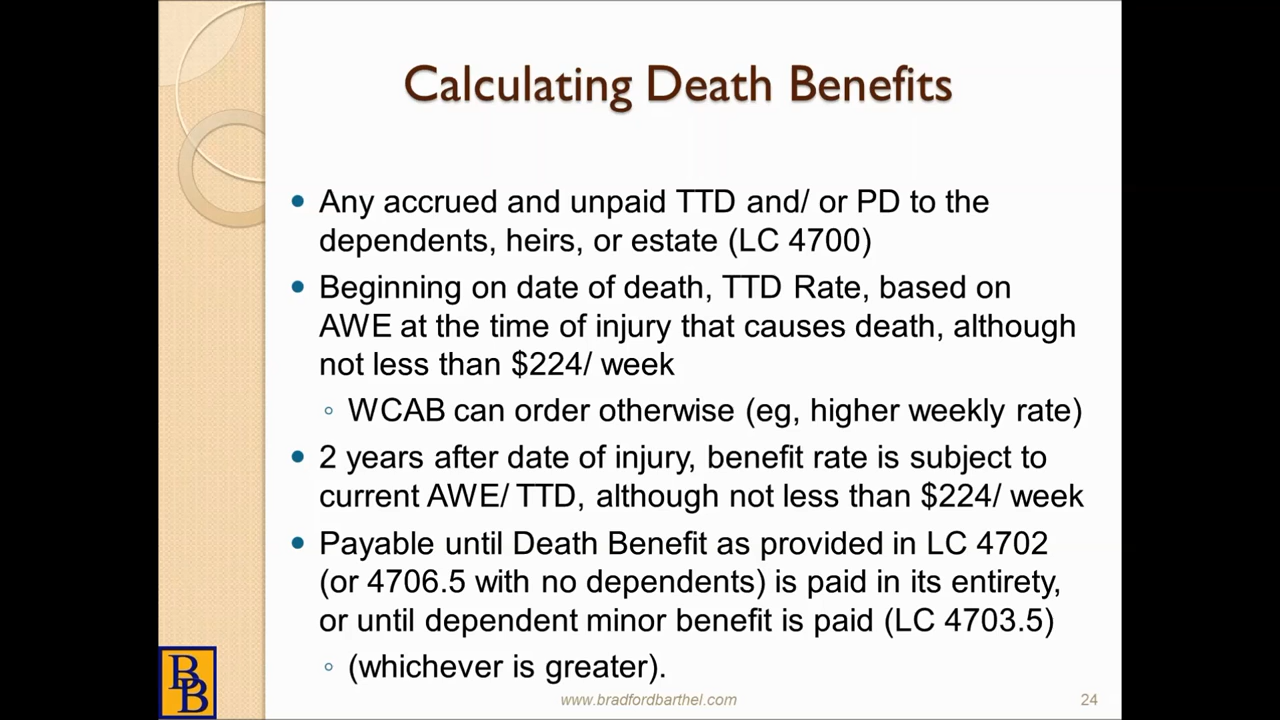 Calculating Death Benefits
• Any accrued and unpaid TTD and/ or PD to the
dependents, heirs, or estate (LC 4700)
• Beginning on date of death, TTD Rate, based on
AWE at the time of injury that causes death, although
not less than $224/ week
◦ WCAB can order otherwise (eg, higher weekly rate)
• 2 years after date of injury, benefit rate is subject to
current AWE/ TTD, although not less than $224/ week
• Payable until Death Benefit as provided in LC 4702
(or 4706.5 with no dependents) is paid in its entirety,
or until dependent minor benefit is paid (LC 4703.5)
◦ (whichever is greater).
BB
www.bradfordbarthel.com
24